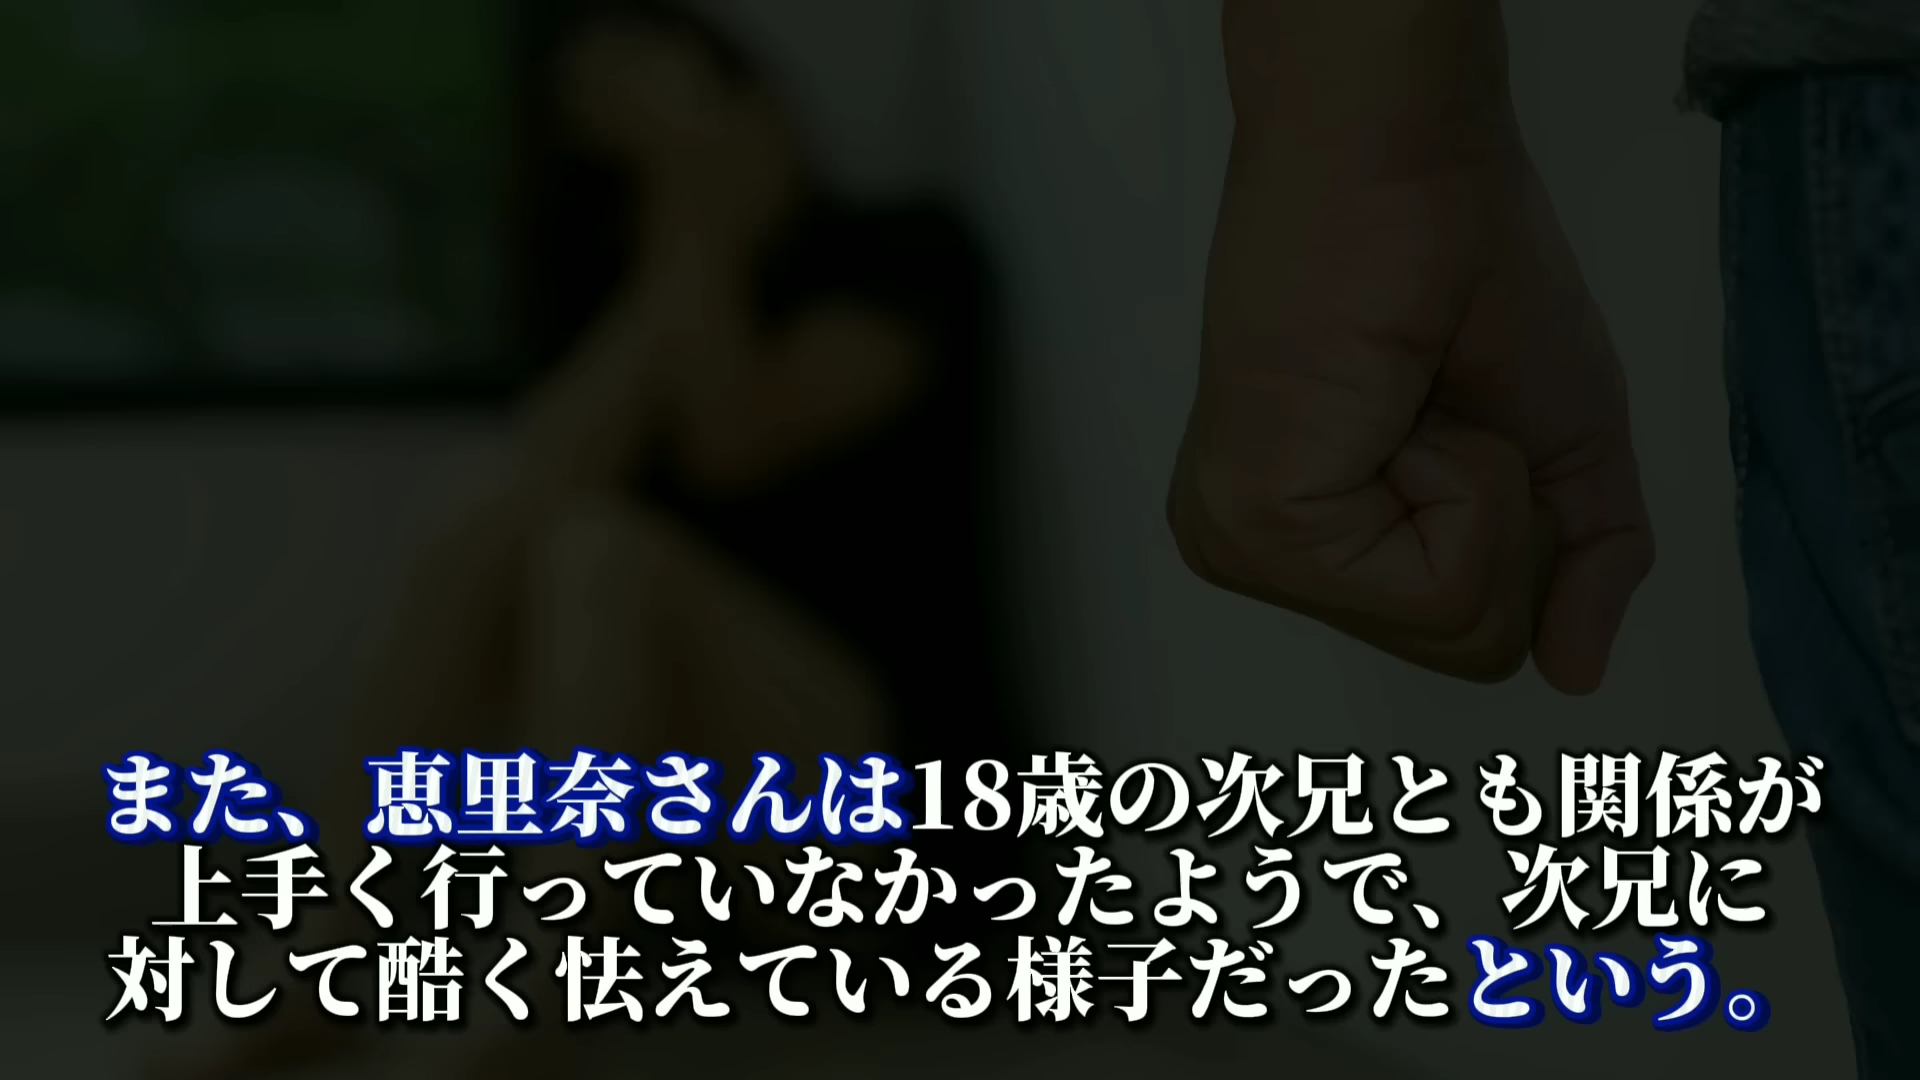 また、恵里奈さんは18歳の次兄とも関係が
上手く行っていなかったようで、次兄に
対して酷く怯えている様子だったという。